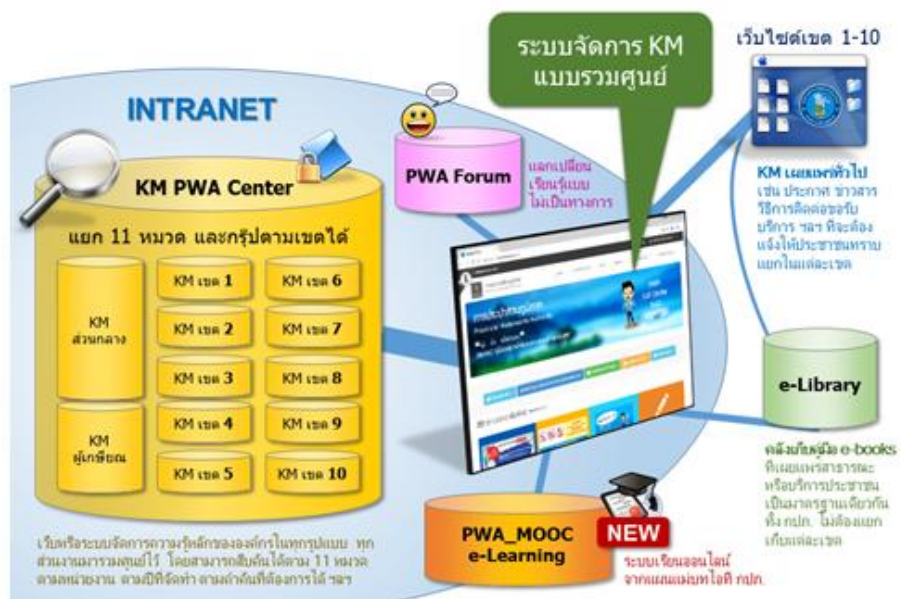 ระบบจัดการ KM
แบบรวมศูนย์
เว็บไซต์เขต 1-10
INTRANET
KM PWA Center
แยก 11 หมวด และกรุ๊ปตามเขตได้
KM
ส่วนกลาง
KM
ผู้เกษียณ
KM เขต 1
KM เขต 2
KM เขต 3
KM เขต 4
KM เขต 5
KM เขต 6
KM เขต 7
KM เขต 8
KM เขต 9
KM เขต 10
เว็บหรือระบบจัดการความรู้หลักขององค์กรในทุกรูปแบบ ทุก
ส่วนงานมารวมศูนย์ไว้ โดยสามารถสืบค้นได้ตาม 11 หมวด
ตามหน่วยงาน ตามปีที่จัดทำ ตามคำค้นที่ต้องการได้ ฯลฯ
PWA Forum
แลกเปลี่ยน
เรียนรู้แบบ
ไม่เป็นทางการ
KM เผยแพร่ทั่วไป
เช่น ประกาศ ข่าวสาร
วิธีการติดต่อขอรับ
บริการ ฯลฯ ที่จะต้อง
แจ้งให้ประชาชนทราบ
แยกในแต่ละเขต
การประปาส่วนภูมิภาค
e-Library
คลังเก็บคู่มือ e-books
ที่เผยแพร่สาธารณะ
หรือบริการประชาชน
เป็นมาตรฐานเดียวกัน
ทั้ง กปภ. ไม่ต้องแยก
เก็บแต่ละเขต
PWA_MOOC
e-Learning
NEW
ระบบเรียนออนไลน์
จากแผนแม่บทไอที กปภ.